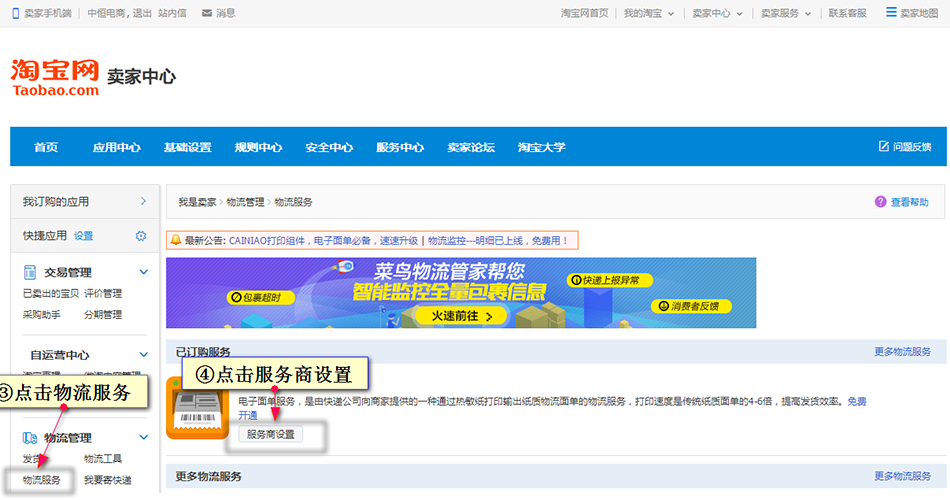 卖家手机端 中恒电商，退出 站内信 消息 淘宝网首页 我的淘宝 卖家中心 卖家服务 联系客服 卖家地图
淘宝网
Taobao.com
卖家中心
首页 应用中心 基础设置 规则中心 安全中心 服务中心 卖家论坛 淘宝大学 问题反馈
我订购的应用
我是卖家 物流管理 物流服务 查看帮助
快捷应用 设置
最新公告: CAINIAO打印组件，电子面单必备，速速升级 | 物流监控---明细已上线，免费用！
交易管理
已卖出的宝贝 评价管理
采购助手 分期管理
菜鸟物流管家帮您
智能监控全量包裹信息
火速前往
包裹超时
快递上报异常
消费者反馈
自运营中心
已订购服务 更多物流服务
④点击服务商设置
③点击物流服务
电子面单服务，是由快递公司向商家提供的一种通过热敏纸打印输出纸质物流面单的物流服务，打印速度是传统纸质面单的4-6倍，提高发货效率。免费
开通
服务商设置
物流管理
发货 物流工具
物流服务 我要寄快递
更多物流服务 更多物流服务